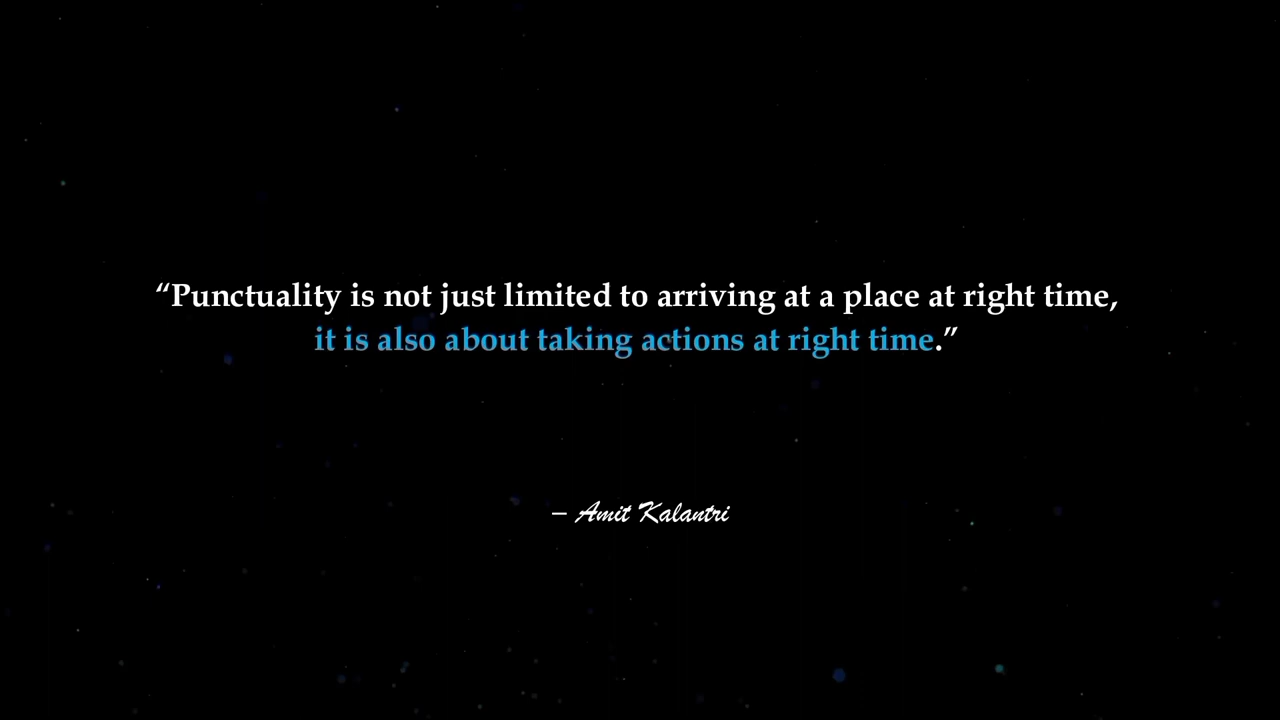 “Punctuality is not just limited to arriving at a place at right time,
it is also about taking actions at right time.”
– Amit Kalantri